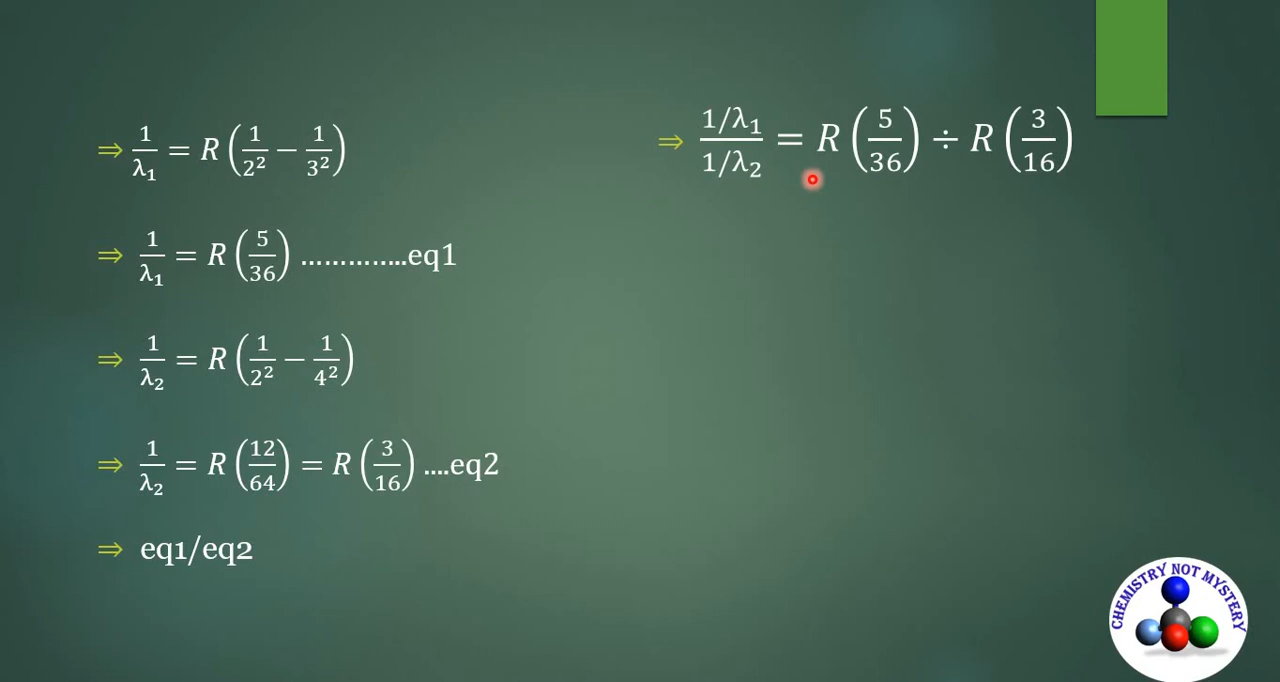 ⇒ 1/λ₁ = R (1/2² − 1/3²)
⇒ 1/λ₁ = R (5/36) …………..eq1
⇒ 1/λ₂ = R (1/2² − 1/4²)
⇒ 1/λ₂ = R (12/64) = R (3/16) ....eq2
⇒ eq1/eq2
⇒ (1/λ₁)/(1/λ₂) = R (5/36) ÷ R (3/16)
CHEMISTRY NOT MYSTERY